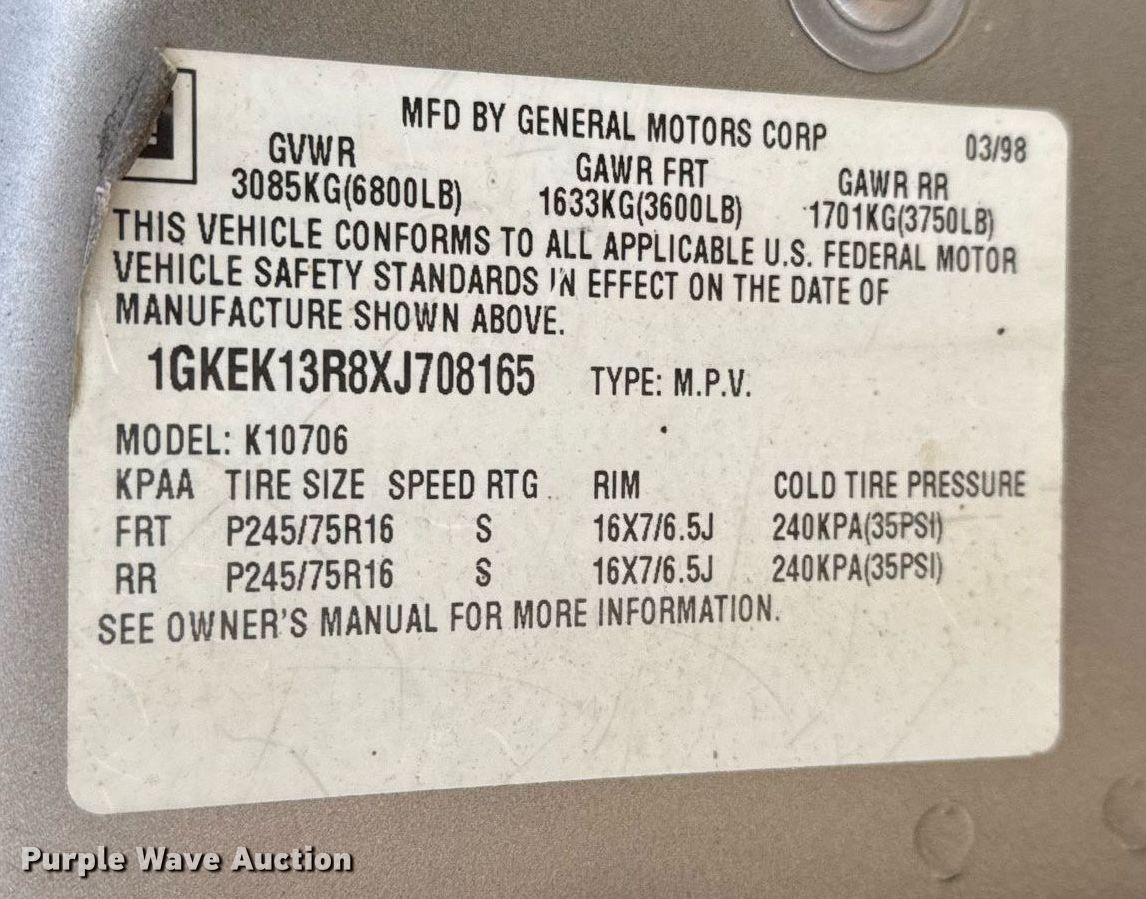 MFD BY GENERAL MOTORS CORP 03/98
GVWR GAWR FRT GAWR RR
3085KG(6800LB) 1633KG(3600LB) 1701KG(3750LB)
THIS VEHICLE CONFORMS TO ALL APPLICABLE U.S. FEDERAL MOTOR
VEHICLE SAFETY STANDARDS IN EFFECT ON THE DATE OF
MANUFACTURE SHOWN ABOVE.
1GKEK13R8XJ708165 TYPE: M.P.V.
MODEL: K10706
KPAA TIRE SIZE SPEED RTG RIM COLD TIRE PRESSURE
FRT P245/75R16 S 16X7/6.5J 240KPA(35PSI)
RR P245/75R16 S 16X7/6.5J 240KPA(35PSI)
SEE OWNER'S MANUAL FOR MORE INFORMATION.
Purple Wave Auction